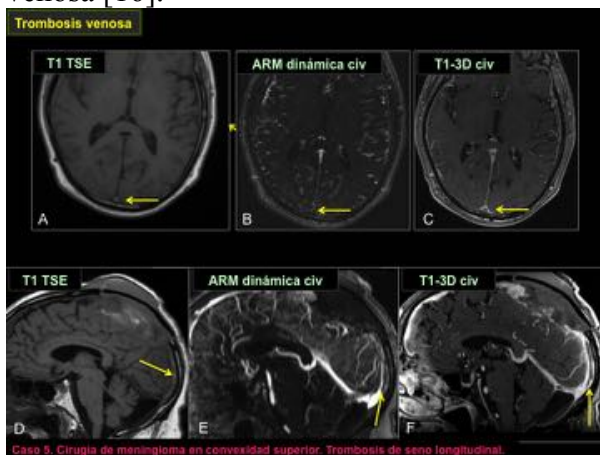 venosa [16].
Trombosis venosa
T1 TSE
ARM dinámica civ
T1-3D civ
A
B
C
T1 TSE
ARM dinámica civ
T1-3D civ
D
E
F
Caso 5. Cirugía de meningioma en convexidad superior. Trombosis de seno longitudinal.